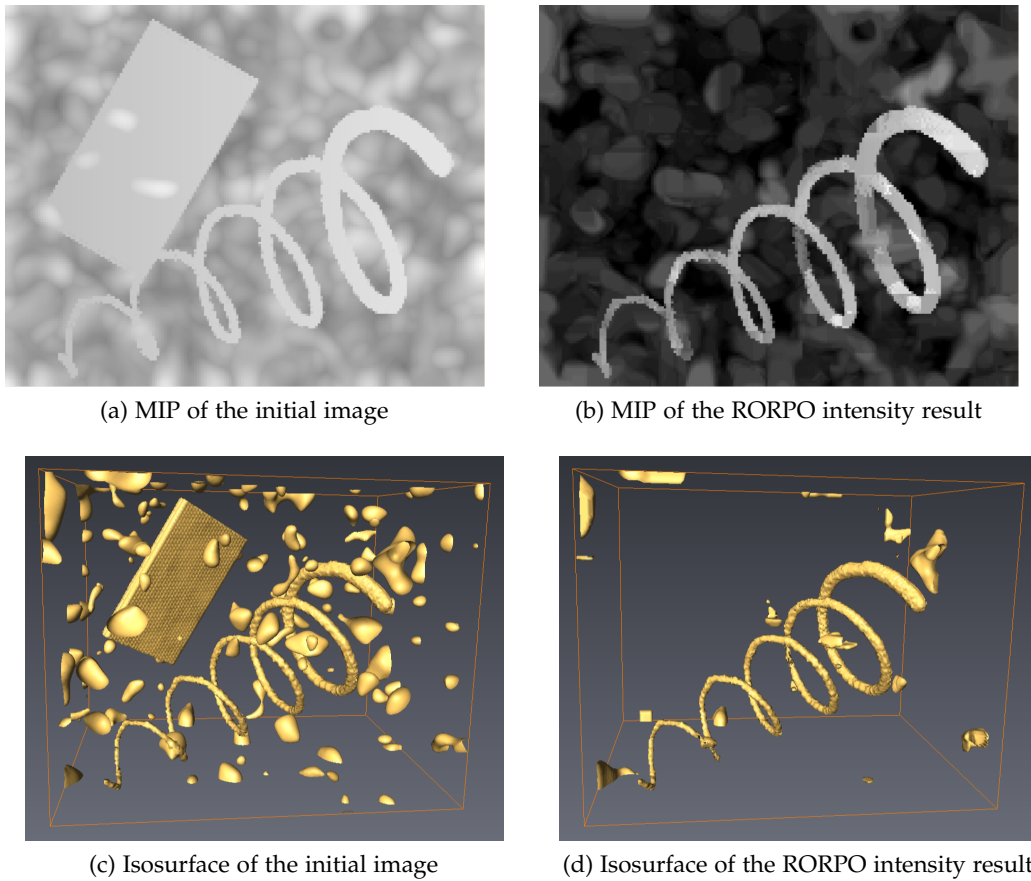 (a) MIP of the initial image
(b) MIP of the RORPO intensity result
(c) Isosurface of the initial image
(d) Isosurface of the RORPO intensity result